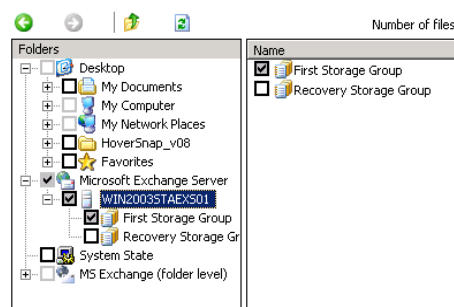 Number of files
Folders
Name
Desktop
My Documents
My Computer
My Network Places
HoverSnap_v08
Favorites
Microsoft Exchange Server
WIN2003STAEXS01
First Storage Group
Recovery Storage Gr
System State
MS Exchange (folder level)
First Storage Group
Recovery Storage Group